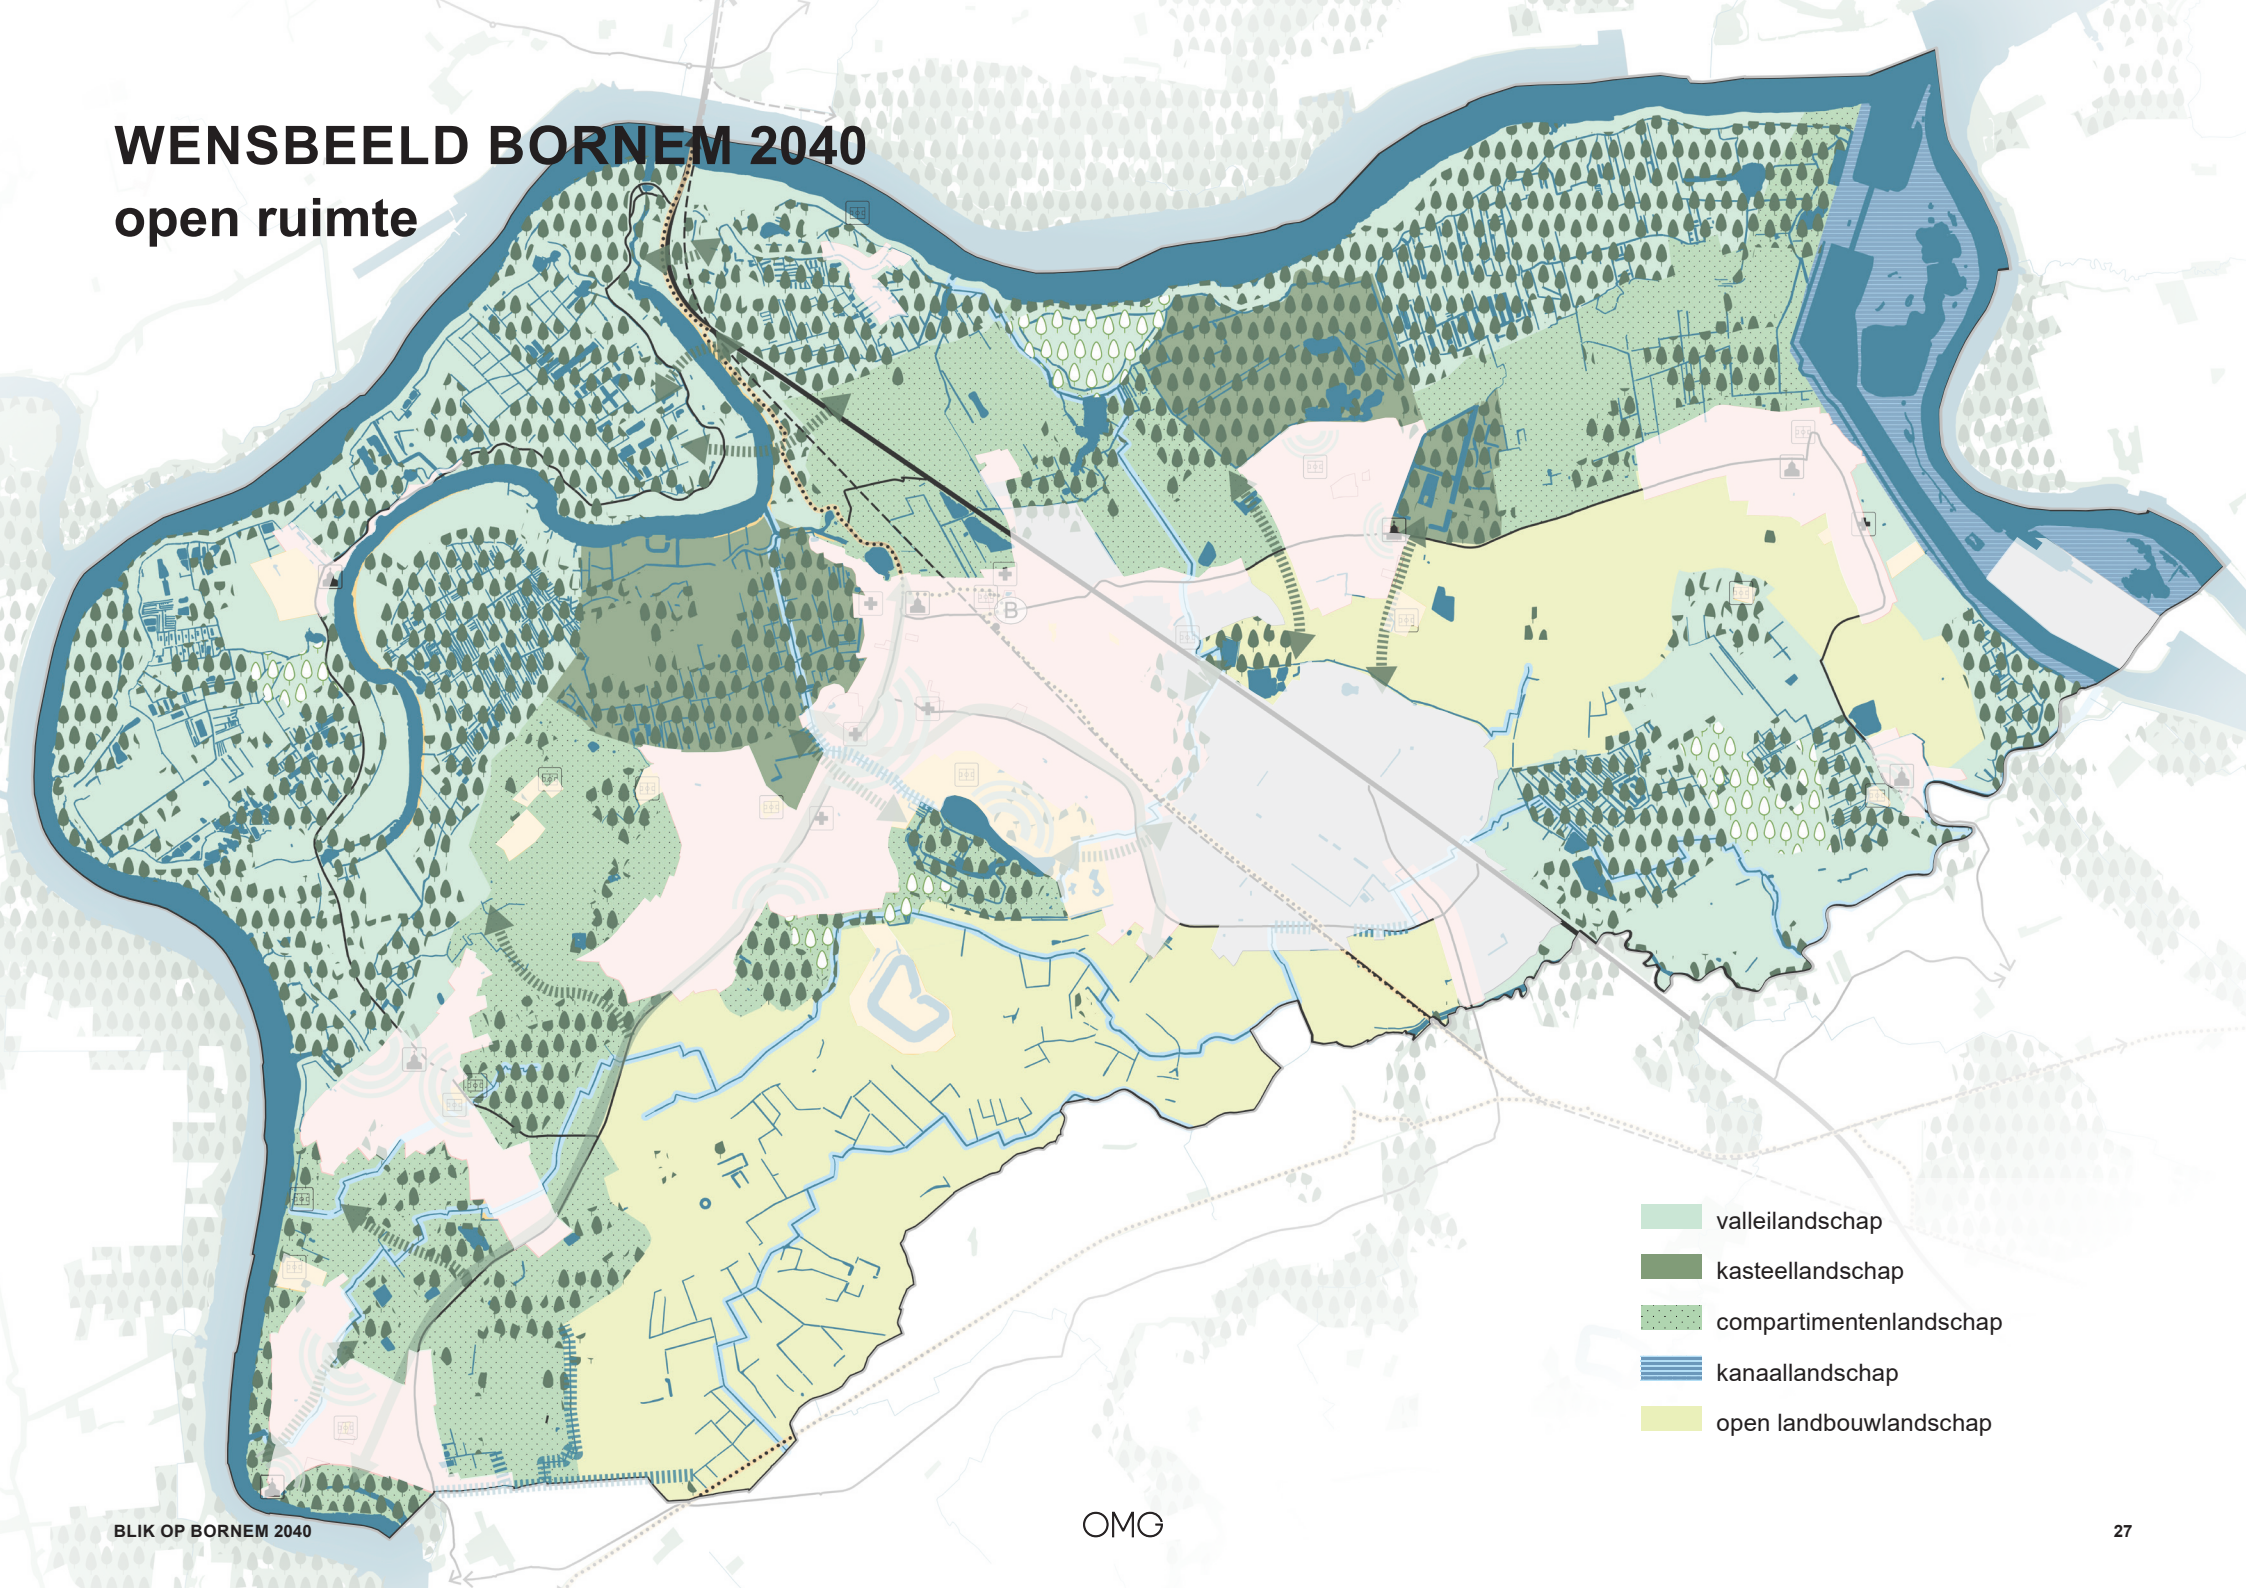 WENSBEELD BORNEM 2040
open ruimte
B
valleilandschap
kasteellandschap
compartimentenlandschap
kanaallandschap
open landbouwlandschap
BLIK OP BORNEM 2040
OMG
27